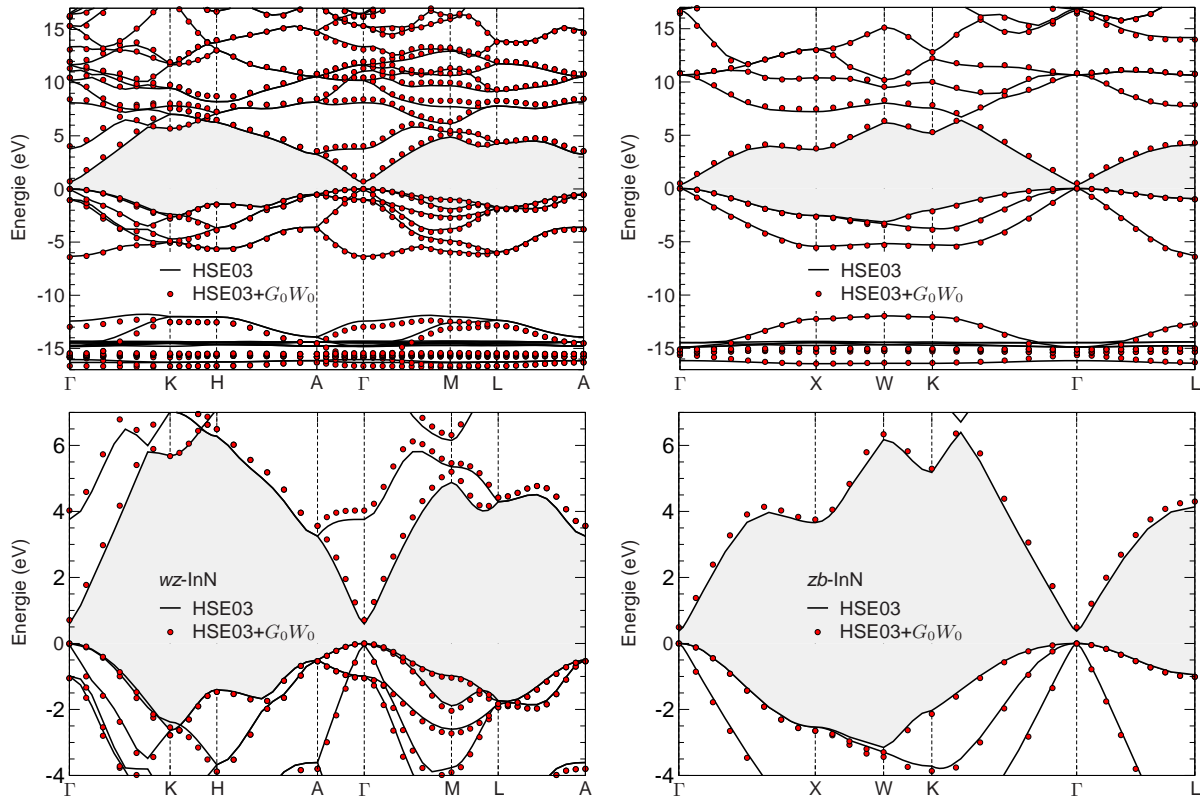 Energie (eV)
15
10
5
0
-5
-10
-15
HSE03
HSE03+G₀W₀
Γ K H A Γ M L A
Energie (eV)
15
10
5
0
-5
-10
-15
HSE03
HSE03+G₀W₀
Γ X W K Γ L
Energie (eV)
6
4
2
0
-2
-4
wz-InN
HSE03
HSE03+G₀W₀
Γ K H A Γ M L A
Energie (eV)
6
4
2
0
-2
-4
zb-InN
HSE03
HSE03+G₀W₀
Γ X W K Γ L